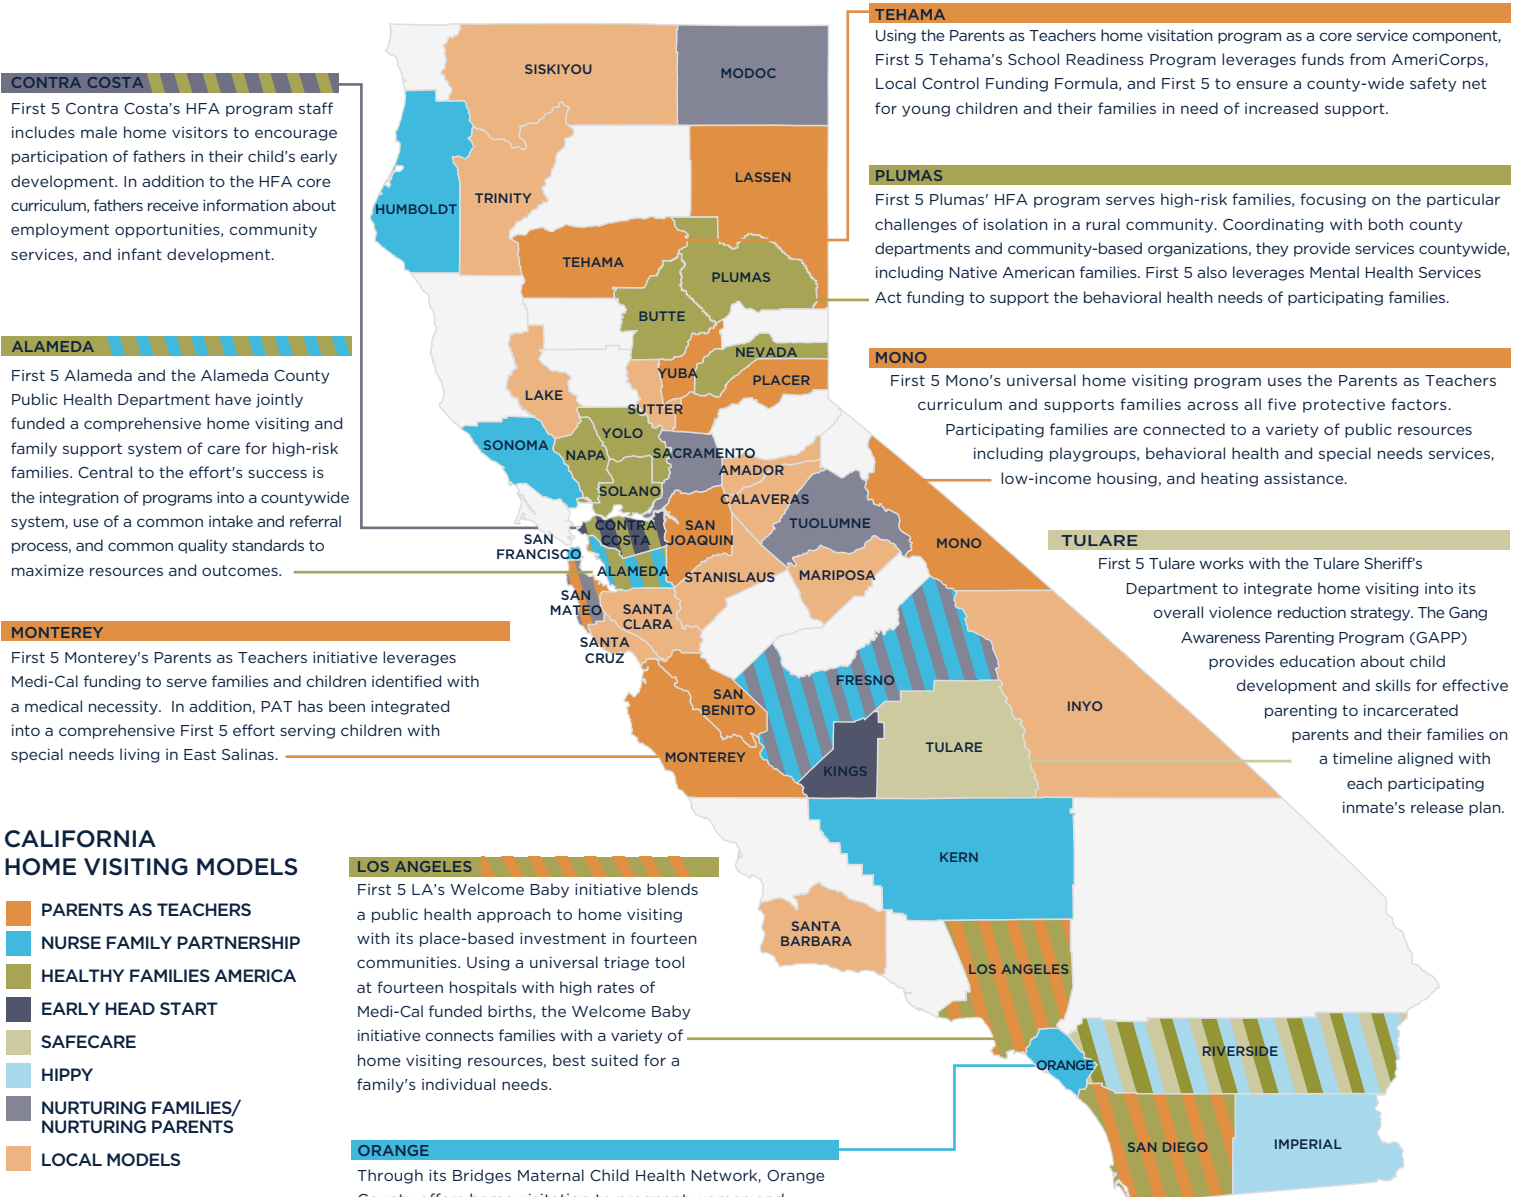 TEHAMA
Using the Parents as Teachers home visitation program as a core service component,
First 5 Tehama’s School Readiness Program leverages funds from AmeriCorps,
Local Control Funding Formula, and First 5 to ensure a county-wide safety net
for young children and their families in need of increased support.
CONTRA COSTA
First 5 Contra Costa’s HFA program staff
includes male home visitors to encourage
participation of fathers in their child’s early
development. In addition to the HFA core
curriculum, fathers receive information about
employment opportunities, community
services, and infant development.
PLUMAS
First 5 Plumas' HFA program serves high-risk families, focusing on the particular
challenges of isolation in a rural community. Coordinating with both county
departments and community-based organizations, they provide services countywide,
including Native American families. First 5 also leverages Mental Health Services
Act funding to support the behavioral health needs of participating families.
ALAMEDA
First 5 Alameda and the Alameda County
Public Health Department have jointly
funded a comprehensive home visiting and
family support system of care for high-risk
families. Central to the effort's success is
the integration of programs into a countywide
system, use of a common intake and referral
process, and common quality standards to
maximize resources and outcomes.
MONO
First 5 Mono's universal home visiting program uses the Parents as Teachers
curriculum and supports families across all five protective factors.
Participating families are connected to a variety of public resources
including playgroups, behavioral health and special needs services,
low-income housing, and heating assistance.
TULARE
First 5 Tulare works with the Tulare Sheriff’s
Department to integrate home visiting into its
overall violence reduction strategy. The Gang
Awareness Parenting Program (GAPP)
provides education about child
development and skills for effective
parenting to incarcerated
parents and their families on
a timeline aligned with
each participating
inmate’s release plan.
MONTEREY
First 5 Monterey's Parents as Teachers initiative leverages
Medi-Cal funding to serve families and children identified with
a medical necessity. In addition, PAT has been integrated
into a comprehensive First 5 effort serving children with
special needs living in East Salinas.
SISKIYOU
MODOC
LASSEN
TRINITY
HUMBOLDT
TEHAMA
PLUMAS
BUTTE
NEVADA
YUBA
PLACER
LAKE
SUTTER
YOLO
SONOMA
NAPA
SACRAMENTO
AMADOR
SOLANO
CALAVERAS
CONTRA
COSTA
SAN
JOAQUIN
TUOLUMNE
MONO
SAN
FRANCISCO
ALAMEDA
STANISLAUS
MARIPOSA
SAN
MATEO
SANTA
CLARA
SANTA
CRUZ
FRESNO
SAN
BENITO
INYO
MONTEREY
TULARE
KINGS
KERN
SANTA
BARBARA
LOS ANGELES
ORANGE
RIVERSIDE
SAN DIEGO
IMPERIAL
CALIFORNIA
HOME VISITING MODELS
PARENTS AS TEACHERS
NURSE FAMILY PARTNERSHIP
HEALTHY FAMILIES AMERICA
EARLY HEAD START
SAFECARE
HIPPY
NURTURING FAMILIES/
NURTURING PARENTS
LOCAL MODELS
LOS ANGELES
First 5 LA’s Welcome Baby initiative blends
a public health approach to home visiting
with its place-based investment in fourteen
communities. Using a universal triage tool
at fourteen hospitals with high rates of
Medi-Cal funded births, the Welcome Baby
initiative connects families with a variety of
home visiting resources, best suited for a
family's individual needs.
ORANGE
Through its Bridges Maternal Child Health Network, Orange